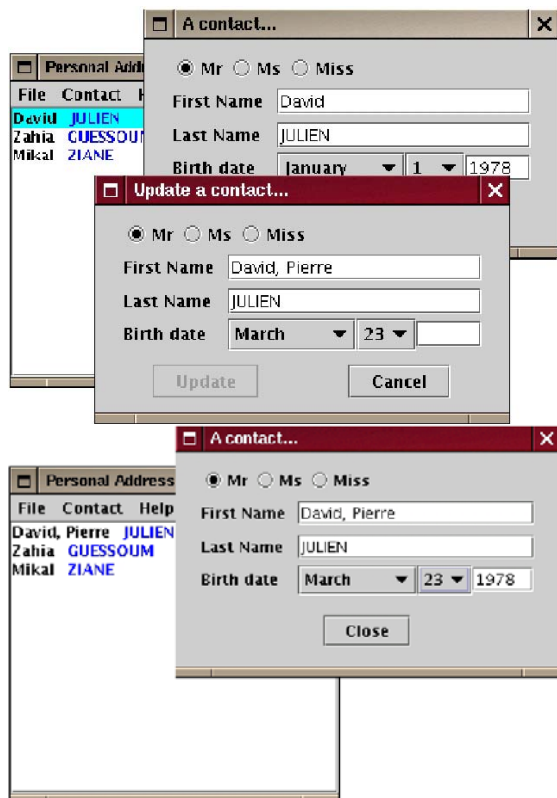 A contact...
Personal Addr
Mr Ms Miss
File Contact H
First Name David
David JULIEN
Last Name JULIEN
Zahia GUESSOUM
Mikal ZIANE
Birth date January 1 1978
Update a contact...
Mr Ms Miss
First Name David, Pierre
Last Name JULIEN
Birth date March 23
Update Cancel
A contact...
Personal Address
Mr Ms Miss
File Contact Help
First Name David, Pierre
David, Pierre JULIEN
Zahia GUESSOUM
Last Name JULIEN
Mikal ZIANE
Birth date March 23 1978
Close